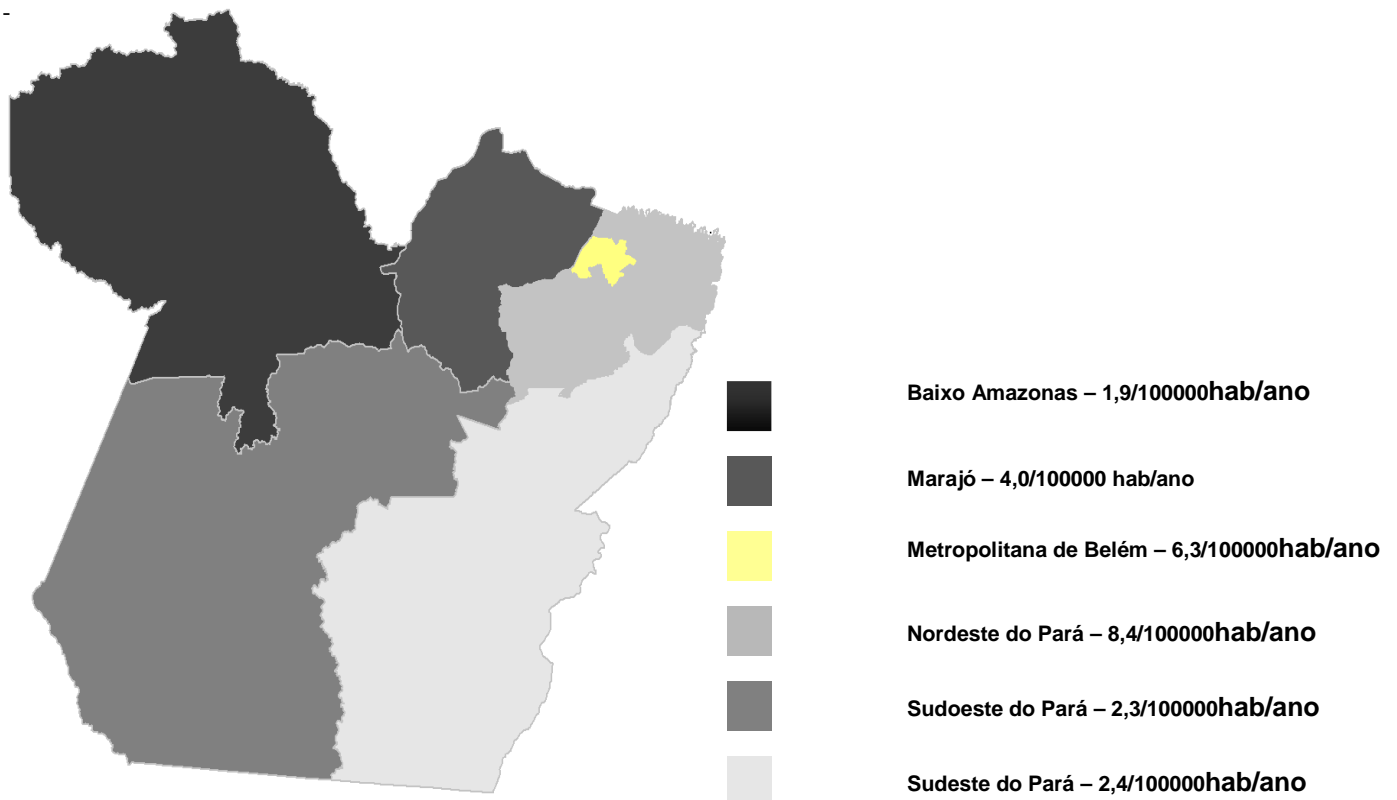 -
Baixo Amazonas – 1,9/100000hab/ano
Marajó – 4,0/100000 hab/ano
Metropolitana de Belém – 6,3/100000hab/ano
Nordeste do Pará – 8,4/100000hab/ano
Sudoeste do Pará – 2,3/100000hab/ano
Sudeste do Pará – 2,4/100000hab/ano